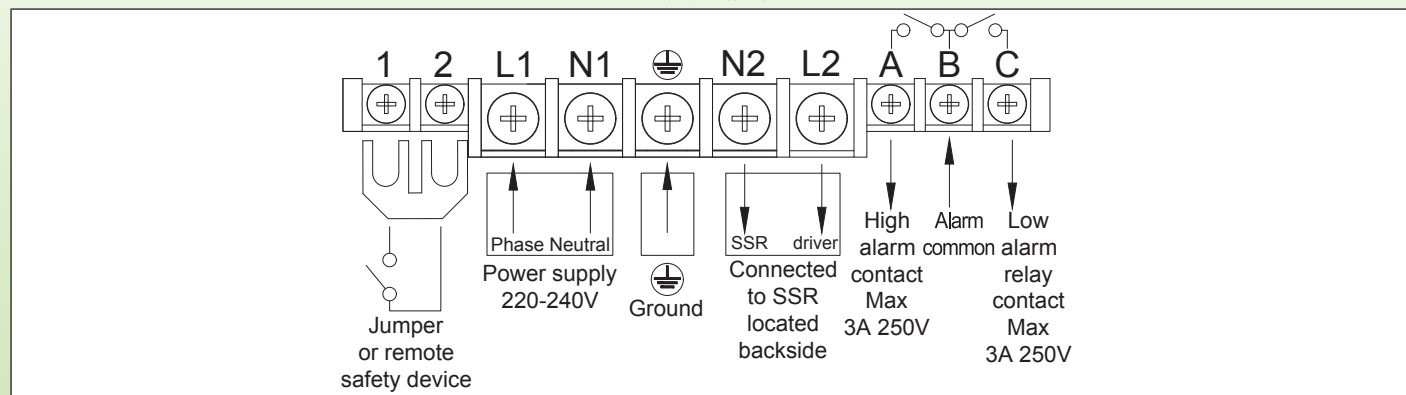 1 2 L1 N1 N2 L2 A B C
Phase Neutral
Power supply
220-240V
Ground
SSR driver
Connected
to SSR
located
backside
High
alarm
contact
Max
3A 250V
Alarm
common
Low
alarm
relay
contact
Max
3A 250V
Jumper
or remote
safety device